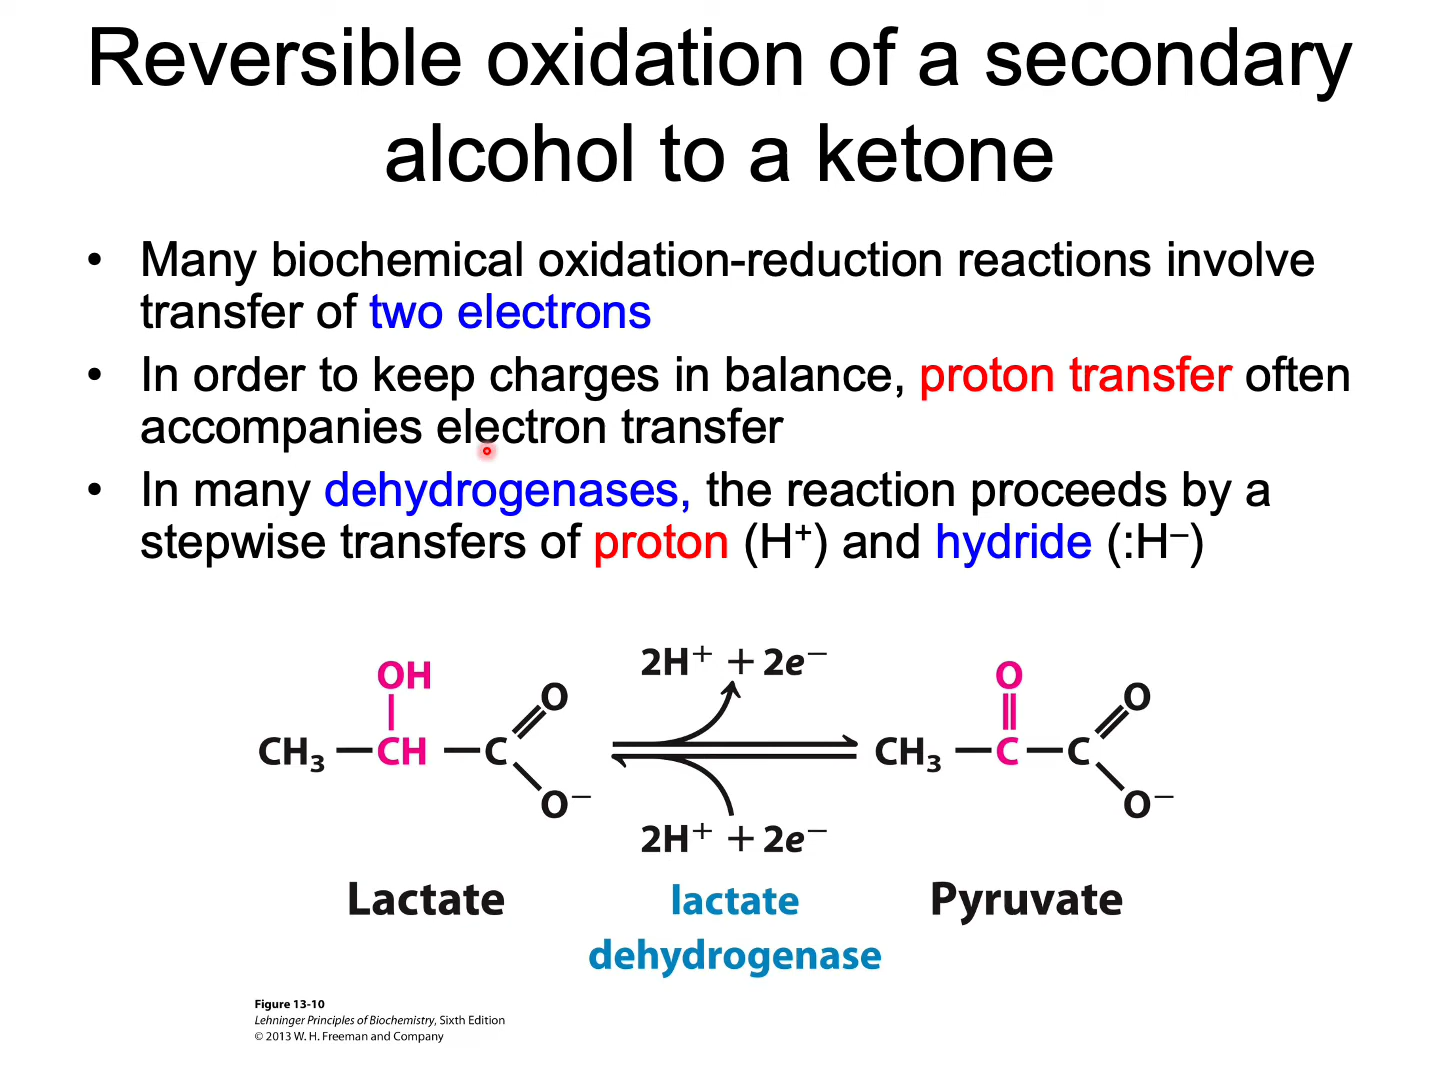 Reversible oxidation of a secondary
alcohol to a ketone
• Many biochemical oxidation-reduction reactions involve
transfer of two electrons
• In order to keep charges in balance, proton transfer often
accompanies electron transfer
• In many dehydrogenases, the reaction proceeds by a
stepwise transfers of proton (H⁺) and hydride (:H⁻)
2H⁺ + 2e⁻
OH
O
CH₃—CH—C
O⁻
O
O
CH₃—C—C
O⁻
2H⁺ + 2e⁻
Lactate
lactate
dehydrogenase
Pyruvate
Figure 13-10
Lehninger Principles of Biochemistry, Sixth Edition
© 2013 W. H. Freeman and Company